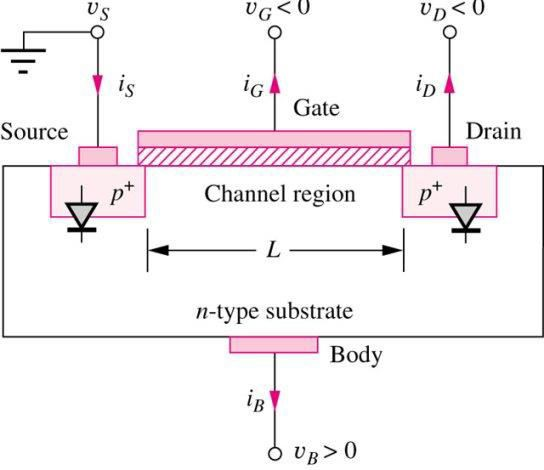 v_S
v_G < 0
v_D < 0
i_S
i_G
i_D
Gate
Source
Drain
p⁺
Channel region
p⁺
L
n-type substrate
Body
i_B
v_B > 0